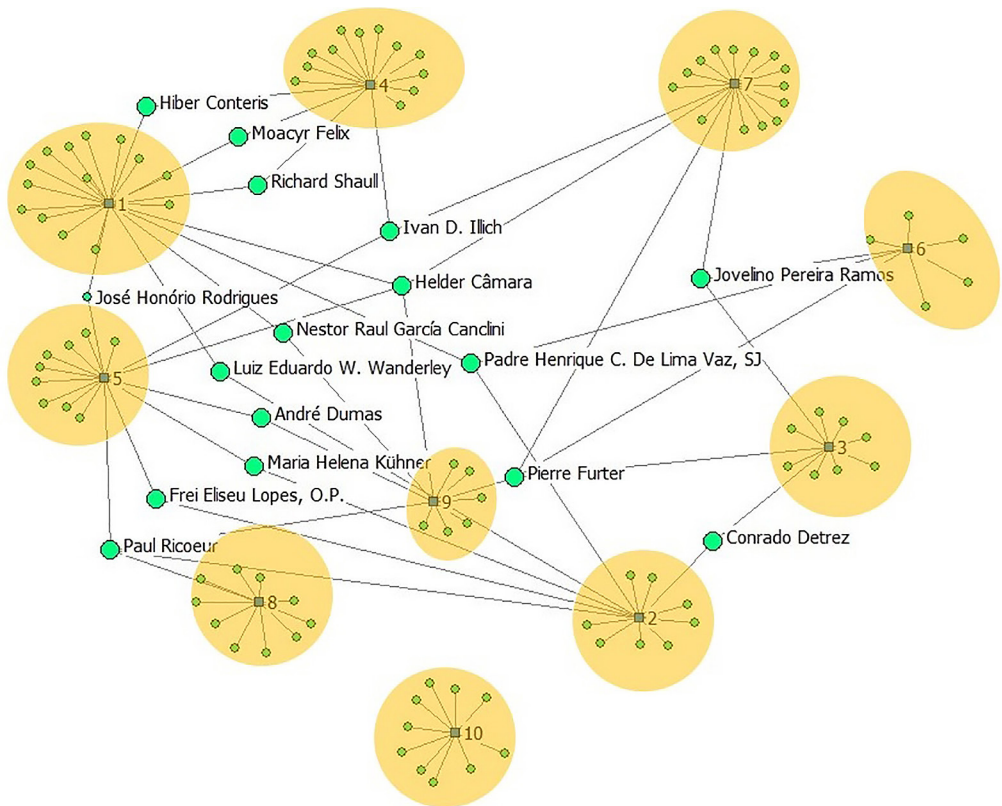 4
7
Hiber Conteris
Moacyr Felix
Richard Shaull
1
Ivan D. Illich
6
Jovelino Pereira Ramos
Helder Câmara
José Honório Rodrigues
Nestor Raul García Canclini
Padre Henrique C. De Lima Vaz, SJ
Luiz Eduardo W. Wanderley
5
André Dumas
3
Maria Helena Kühner
Pierre Furter
Frei Eliseu Lopes, O.P.
9
Conrado Detrez
Paul Ricoeur
8
2
10